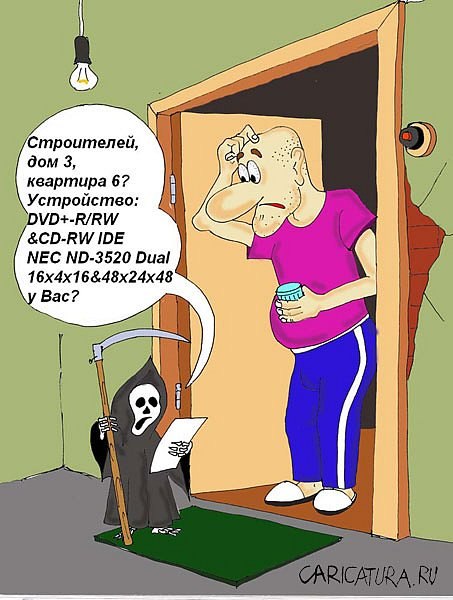 Строителей,
дом 3,
квартира 6?
Устройство:
DVD+-R/RW
&CD-RW IDE
NEC ND-3520 Dual
16x4x16&48x24x48
у Вас?
CARICATURA.RU